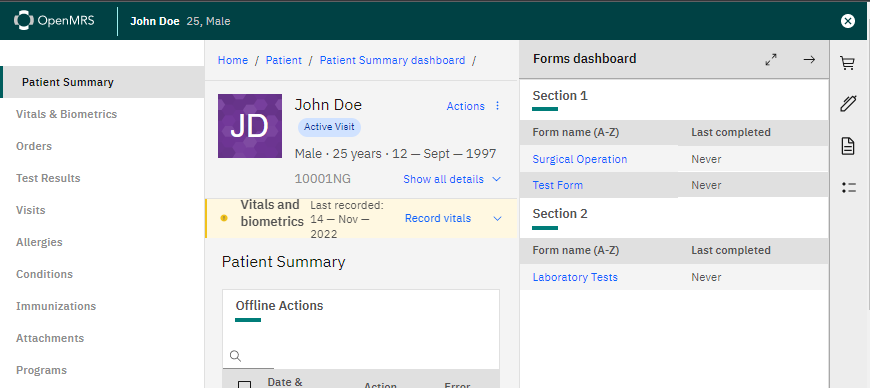 OpenMRS
John Doe 25, Male
Patient Summary
Vitals & Biometrics
Orders
Test Results
Visits
Allergies
Conditions
Immunizations
Attachments
Programs
Home / Patient / Patient Summary dashboard /
JD
John Doe
Actions
Active Visit
Male · 25 years · 12 — Sept — 1997
10001NG
Show all details
Vitals and
biometrics
Last recorded:
14 — Nov —
2022
Record vitals
Patient Summary
Offline Actions
Date &
Action
Error
Forms dashboard
Section 1
Form name (A-Z) Last completed
Surgical Operation Never
Test Form Never
Section 2
Form name (A-Z) Last completed
Laboratory Tests Never